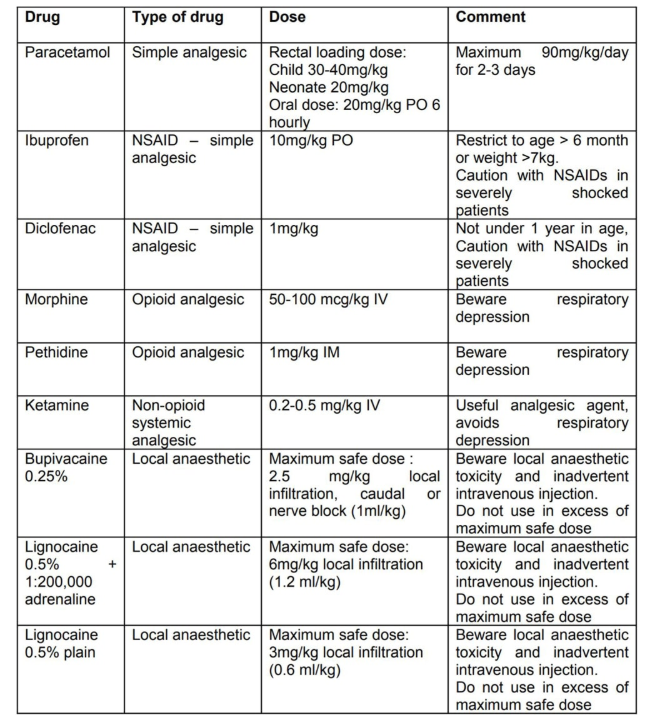 Drug Type of drug Dose Comment
Paracetamol Simple analgesic Rectal loading dose: Maximum 90mg/kg/day
Child 30-40mg/kg for 2-3 days
Neonate 20mg/kg
Oral dose: 20mg/kg PO 6
hourly
Ibuprofen NSAID – simple 10mg/kg PO Restrict to age > 6 month
analgesic or weight >7kg.
Caution with NSAIDs in
severely shocked
patients
Diclofenac NSAID – simple 1mg/kg Not under 1 year in age,
analgesic Caution with NSAIDs in
severely shocked
patients
Morphine Opioid analgesic 50-100 mcg/kg IV Beware respiratory
depression
Pethidine Opioid analgesic 1mg/kg IM Beware respiratory
depression
Ketamine Non-opioid 0.2-0.5 mg/kg IV Useful analgesic agent,
systemic avoids respiratory
analgesic depression
Bupivacaine Local anaesthetic Maximum safe dose : Beware local anaesthetic
0.25% 2.5 mg/kg local toxicity and inadvertent
infiltration, caudal or intravenous injection.
nerve block (1ml/kg) Do not use in excess of
maximum safe dose
Lignocaine Local anaesthetic Maximum safe dose: Beware local anaesthetic
0.5% + 6mg/kg local infiltration toxicity and inadvertent
1:200,000 (1.2 ml/kg) intravenous injection.
adrenaline Do not use in excess of
maximum safe dose
Lignocaine Local anaesthetic Maximum safe dose: Beware local anaesthetic
0.5% plain 3mg/kg local infiltration toxicity and inadvertent
(0.6 ml/kg) intravenous injection.
Do not use in excess of
maximum safe dose